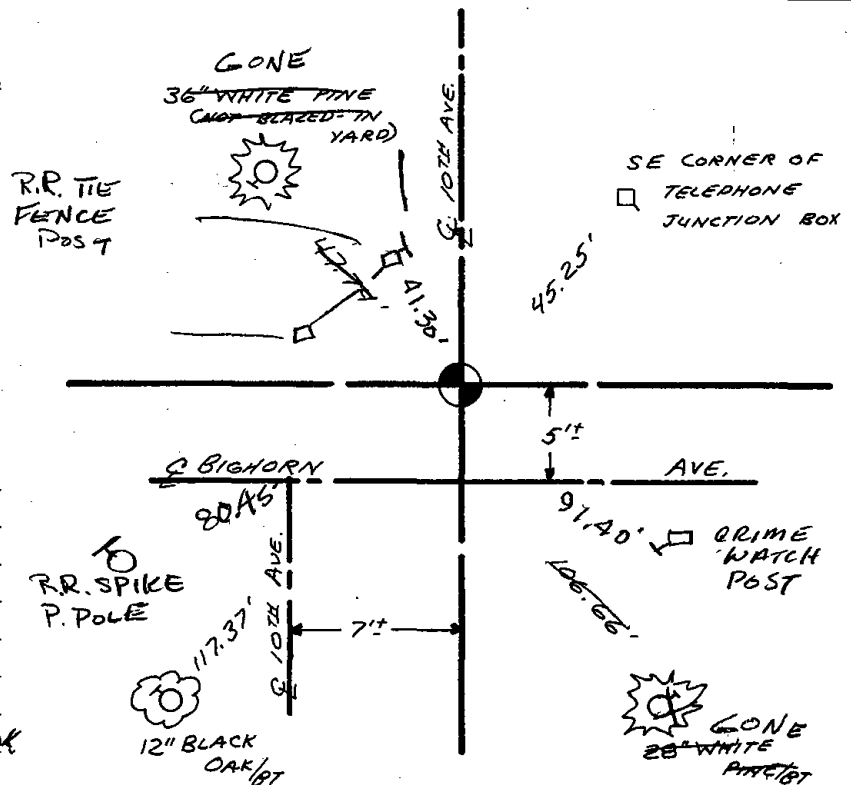 GONE
36" WHITE PINE
(NOT BLAZED-IN
YARD)
℄ 10TH AVE.
SE CORNER OF
TELEPHONE
JUNCTION BOX
R.R. TIE
FENCE
POST
41.30'
45.25'
5'±
℄ BIGHORN
AVE.
80.45'
97.40'
CRIME
WATCH
POST
R.R. SPIKE
P. POLE
℄ 10TH AVE.
7'±
106.66'
117.37'
12" BLACK
OAK/BT
GONE
28" WHITE
PINE/BT